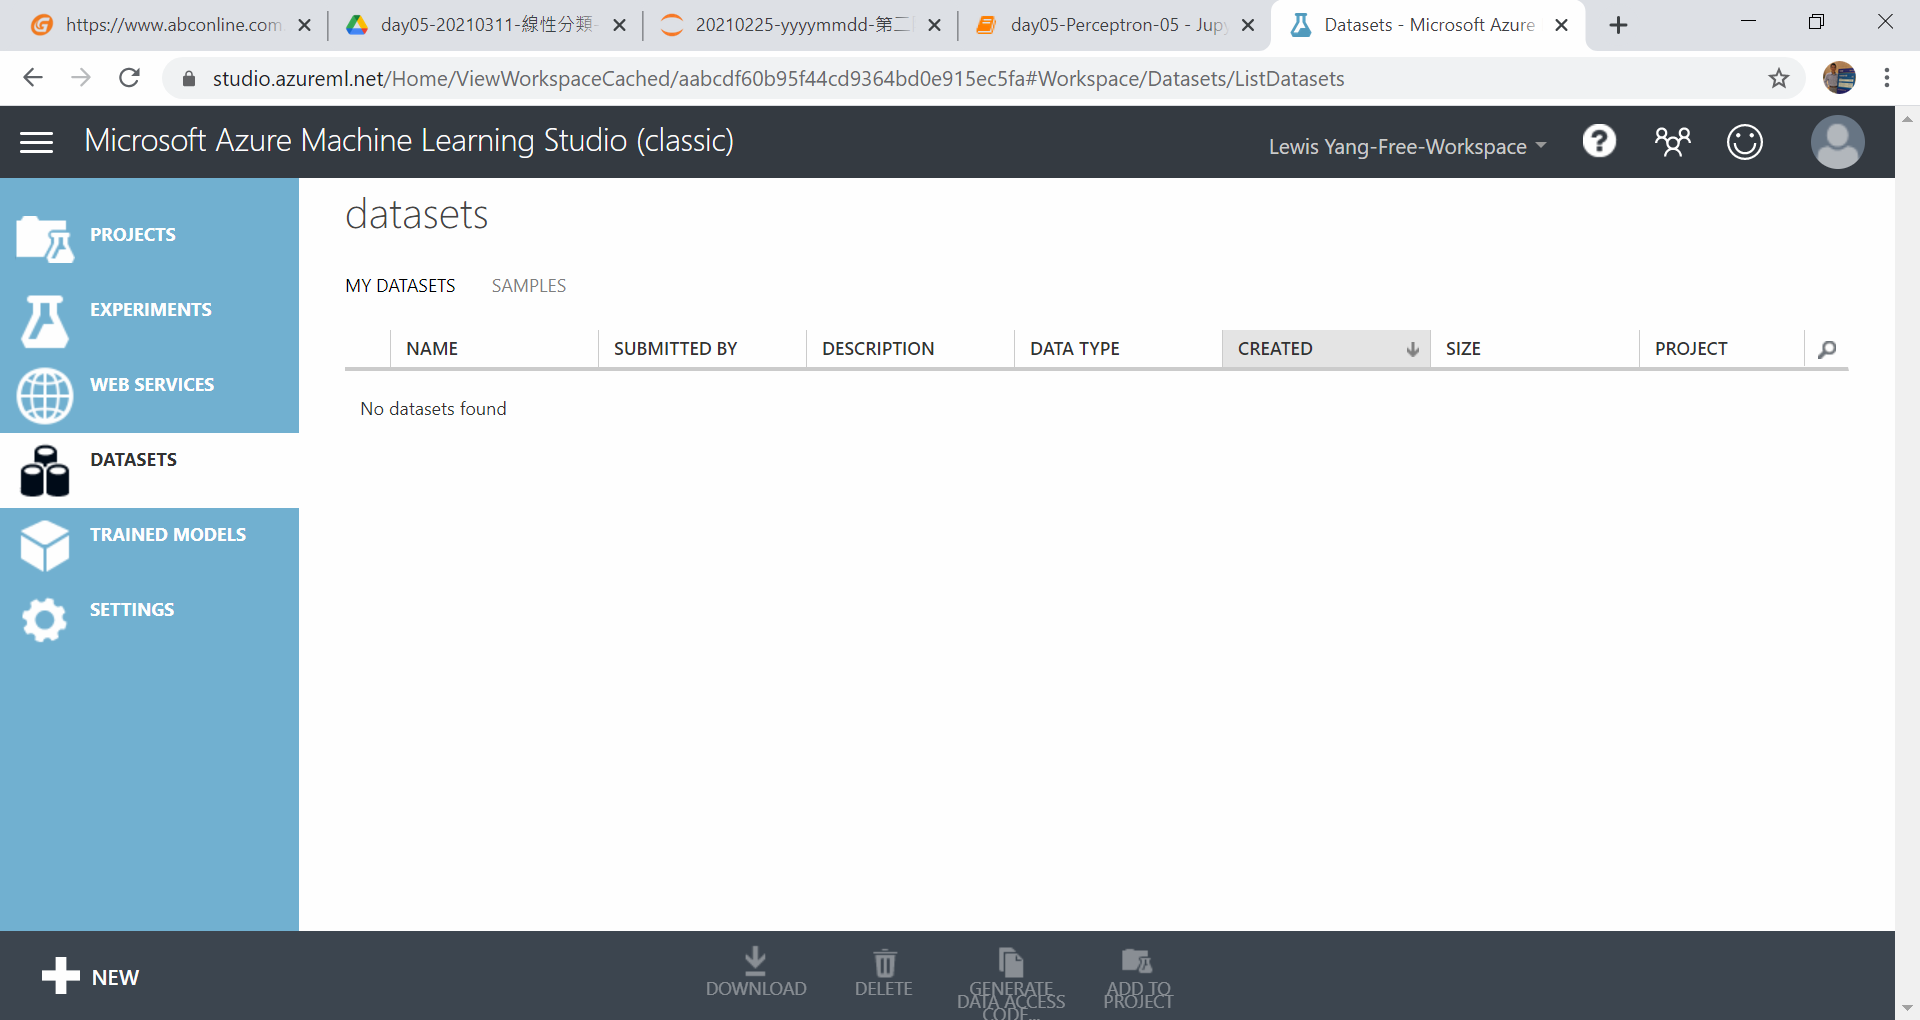 https://www.abconline.com.
day05-20210311-線性分類-
20210225-yyyymmdd-第二
day05-Perceptron-05 - Jupy
Datasets - Microsoft Azure
studio.azureml.net/Home/ViewWorkspaceCached/aabcdf60b95f44cd9364bd0e915ec5fa#Workspace/Datasets/ListDatasets
Microsoft Azure Machine Learning Studio (classic)
Lewis Yang-Free-Workspace
PROJECTS
EXPERIMENTS
WEB SERVICES
DATASETS
TRAINED MODELS
SETTINGS
datasets
MY DATASETS SAMPLES
NAME SUBMITTED BY DESCRIPTION DATA TYPE CREATED SIZE PROJECT
No datasets found
NEW
DOWNLOAD
DELETE
GENERATE
DATA ACCESS
CODE...
ADD TO
PROJECT